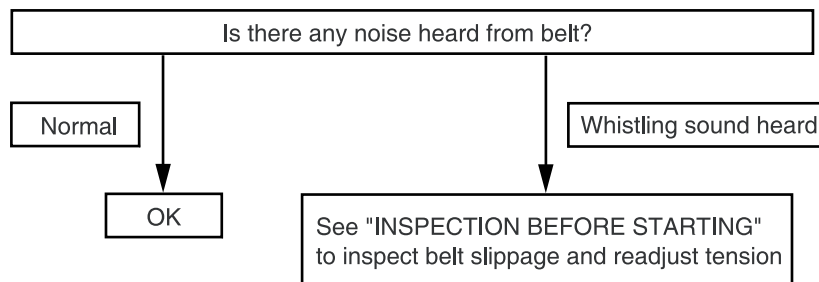 Is there any noise heard from belt?
Normal
Whistling sound heard
OK
See "INSPECTION BEFORE STARTING"
to inspect belt slippage and readjust tension